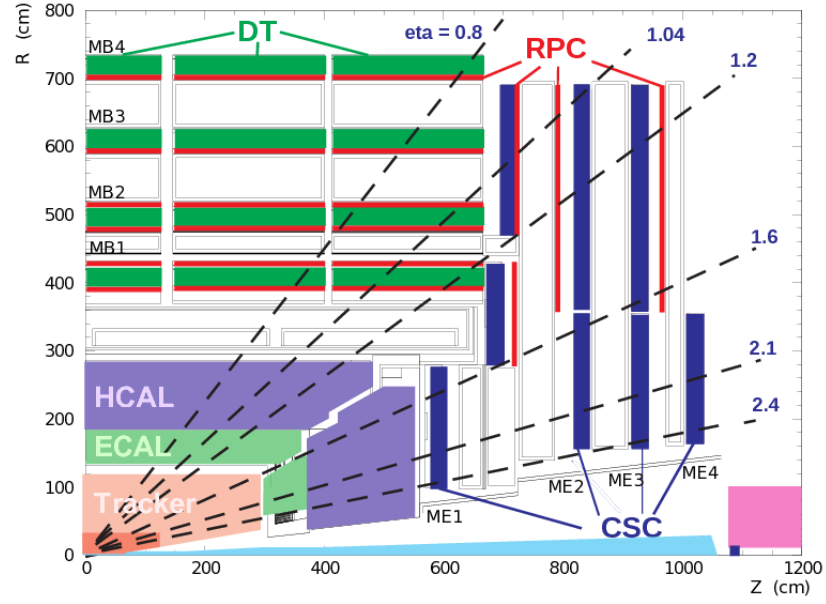 R (cm)
800
700
600
500
400
300
200
100
0
MB4
MB3
MB2
MB1
DT
eta = 0.8
1.04
1.2
RPC
1.6
2.1
2.4
HCAL
ECAL
Tracker
ME1
ME2
ME3
ME4
CSC
0
200
400
600
800
1000
1200
Z (cm)